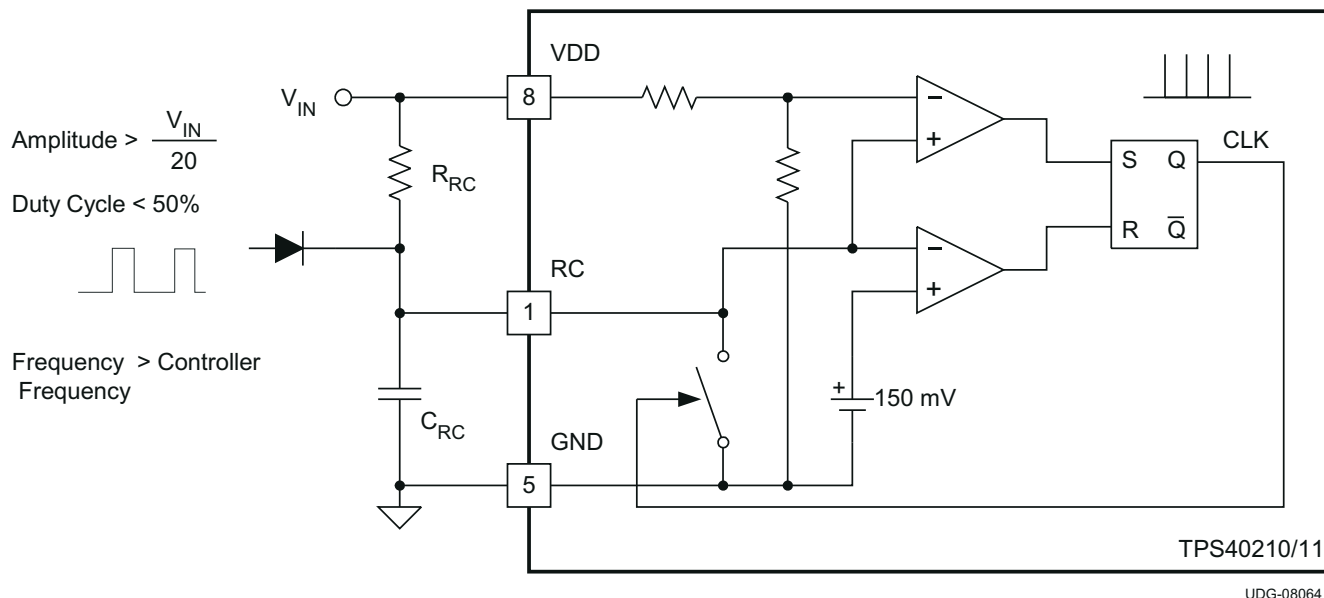 VDD
8
V_IN
Amplitude > V_IN / 20
Duty Cycle < 50%
R_RC
RC
1
Frequency > Controller
Frequency
C_RC
GND
5
−
+
−
+
+
150 mV
S Q
R Q̅
CLK
TPS40210/11
UDG-08064